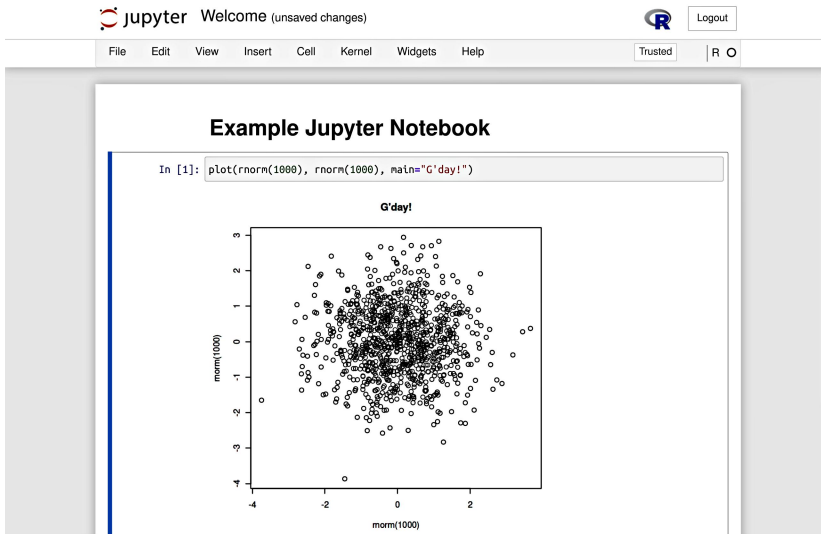 jupyter Welcome (unsaved changes) R Logout
File Edit View Insert Cell Kernel Widgets Help Trusted R
Example Jupyter Notebook
In [1]: plot(rnorm(1000), rnorm(1000), main="G'day!")
G'day!
3
2
1
0
-1
-2
-3
-4
rnorm(1000)
-4 -2 0 2
rnorm(1000)